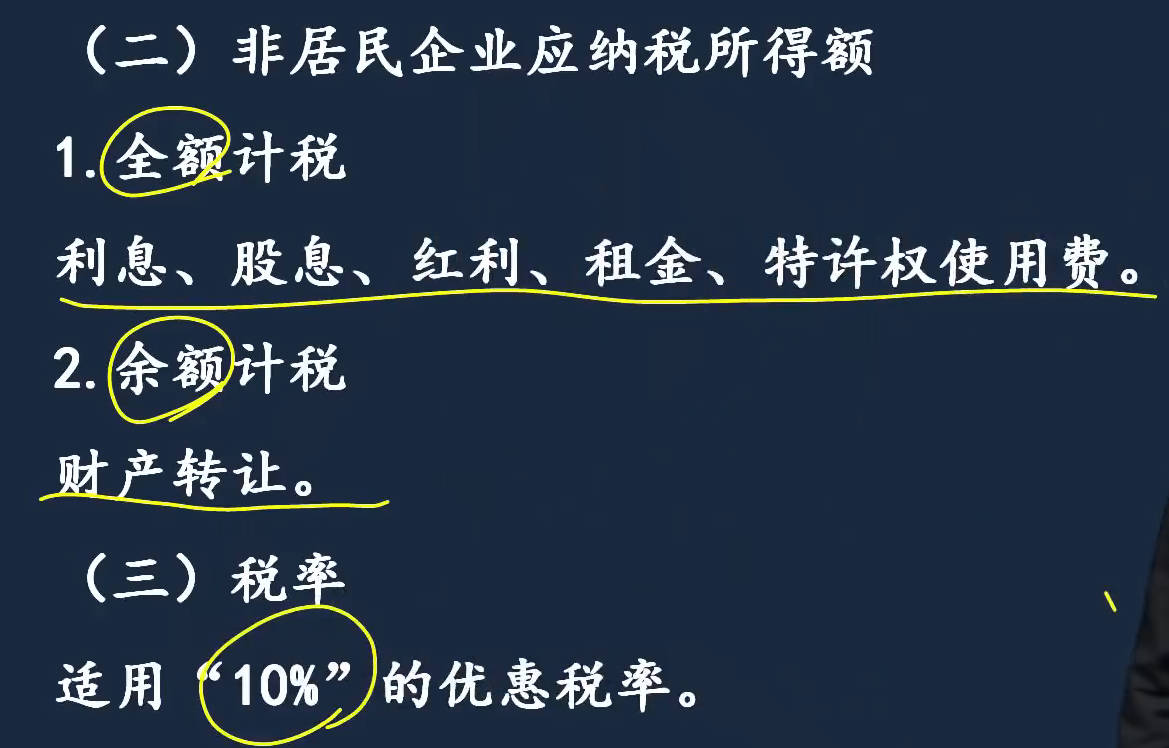 （二）非居民企业应纳税所得额
1.全额计税
利息、股息、红利、租金、特许权使用费。
2.余额计税
财产转让。
（三）税率
适用“10%”的优惠税率。